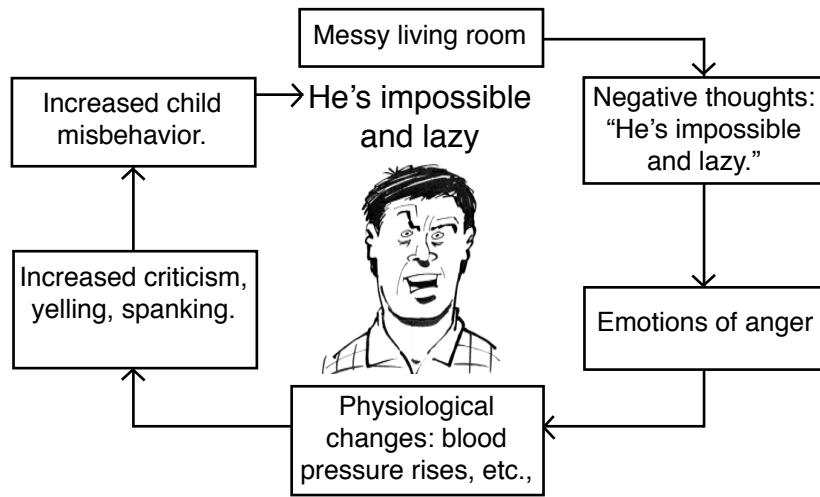 Messy living room
Negative thoughts:
“He’s impossible
and lazy.”
Emotions of anger
Physiological
changes: blood
pressure rises, etc.,
Increased criticism,
yelling, spanking.
Increased child
misbehavior.
He’s impossible
and lazy